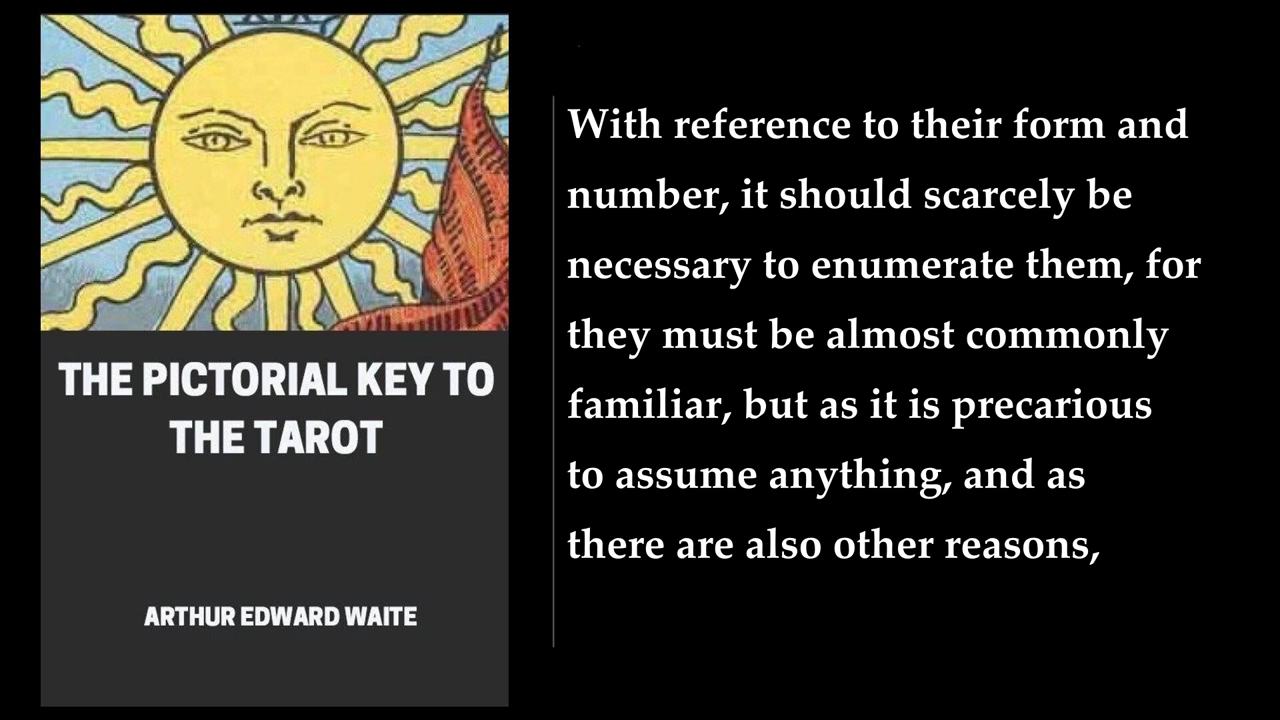 XIX
THE PICTORIAL KEY TO
THE TAROT
ARTHUR EDWARD WAITE
With reference to their form and
number, it should scarcely be
necessary to enumerate them, for
they must be almost commonly
familiar, but as it is precarious
to assume anything, and as
there are also other reasons,